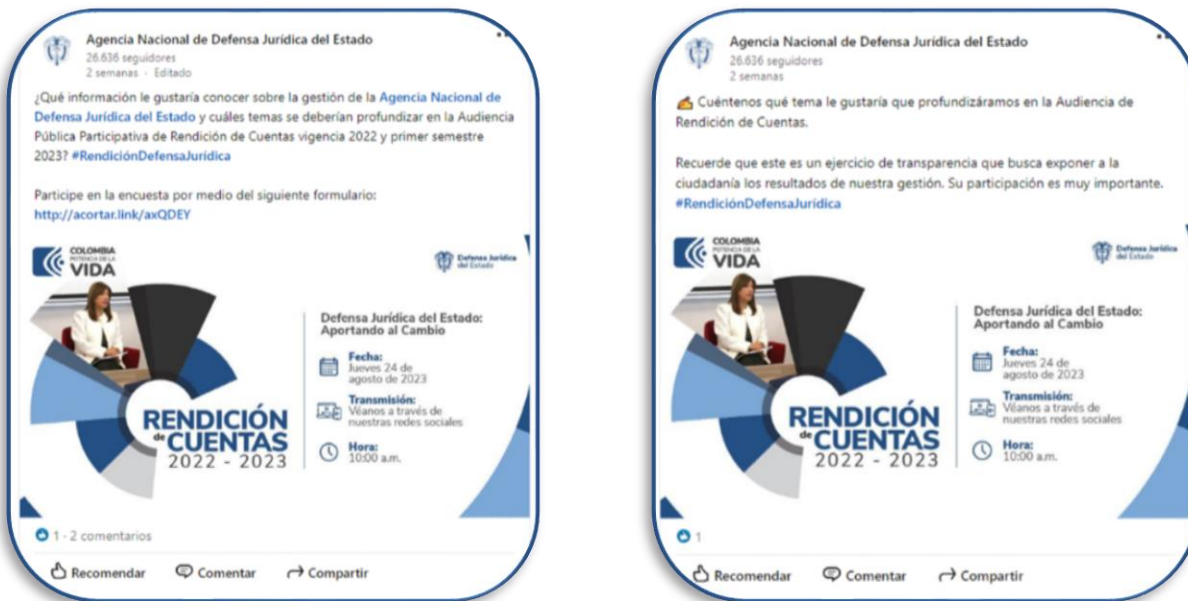 Agencia Nacional de Defensa Jurídica del Estado
26.636 seguidores
2 semanas · Editado
¿Qué información le gustaría conocer sobre la gestión de la Agencia Nacional de
Defensa Jurídica del Estado y cuáles temas se deberían profundizar en la Audiencia
Pública Participativa de Rendición de Cuentas vigencia 2022 y primer semestre
2023? #RendiciónDefensaJurídica
Participe en la encuesta por medio del siguiente formulario:
http://acortar.link/axQDEY
COLOMBIA
POTENCIA DE LA
VIDA
Defensa Jurídica
del Estado
Defensa Jurídica del Estado:
Aportando al Cambio
Fecha:
Jueves 24 de
agosto de 2023
Transmisión:
Véanos a través de
nuestras redes sociales
Hora:
10:00 a.m.
RENDICIÓN
de CUENTAS
2022 - 2023
1 · 2 comentarios
Recomendar Comentar Compartir
Agencia Nacional de Defensa Jurídica del Estado
26.636 seguidores
2 semanas
Cuéntenos qué tema le gustaría que profundizáramos en la Audiencia de
Rendición de Cuentas.
Recuerde que este es un ejercicio de transparencia que busca exponer a la
ciudadanía los resultados de nuestra gestión. Su participación es muy importante.
#RendiciónDefensaJurídica
COLOMBIA
POTENCIA DE LA
VIDA
Defensa Jurídica
del Estado
Defensa Jurídica del Estado:
Aportando al Cambio
Fecha:
Jueves 24 de
agosto de 2023
Transmisión:
Véanos a través de
nuestras redes sociales
Hora:
10:00 a.m.
RENDICIÓN
de CUENTAS
2022 - 2023
1
Recomendar Comentar Compartir